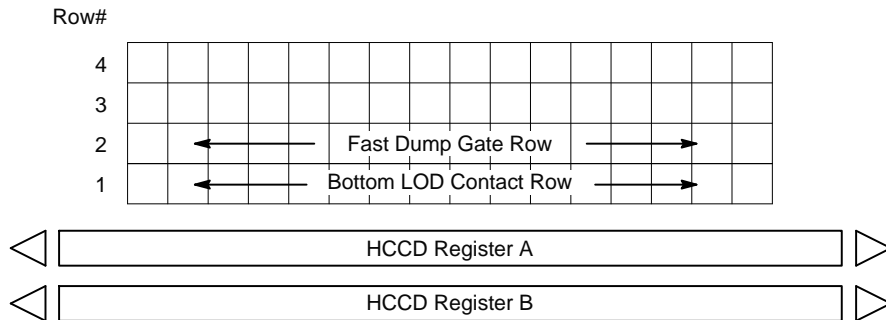 Row#
4
3
2 Fast Dump Gate Row
1 Bottom LOD Contact Row
HCCD Register A
HCCD Register B